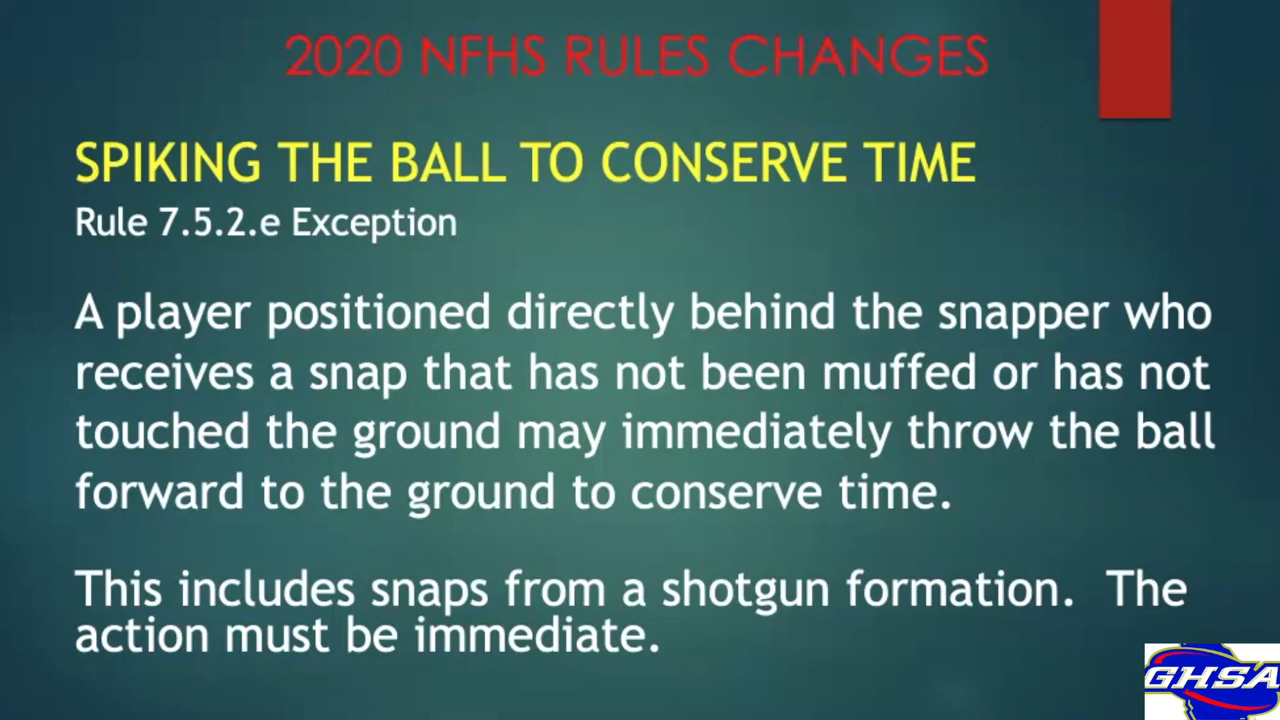 2020 NFHS RULES CHANGES
SPIKING THE BALL TO CONSERVE TIME
Rule 7.5.2.e Exception
A player positioned directly behind the snapper who
receives a snap that has not been muffed or has not
touched the ground may immediately throw the ball
forward to the ground to conserve time.
This includes snaps from a shotgun formation.  The
action must be immediate.
GHSA